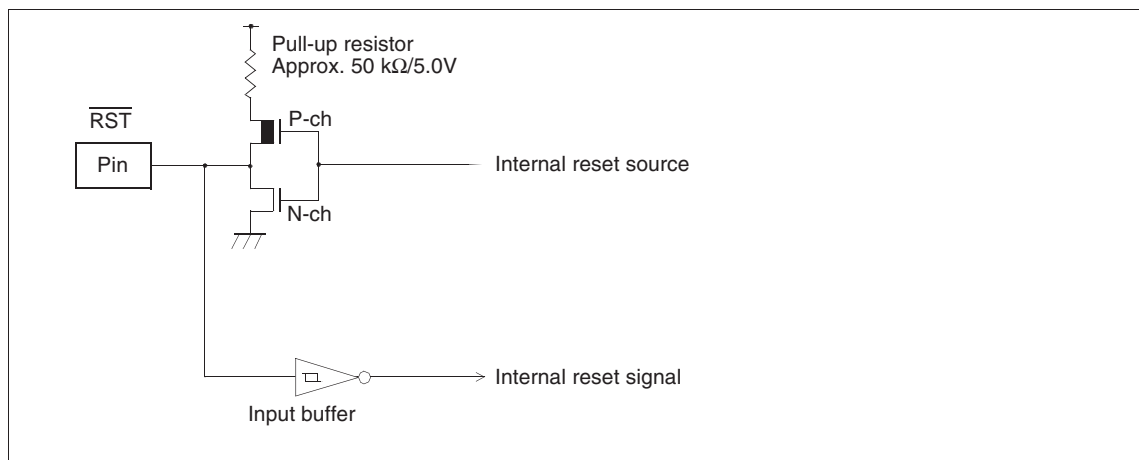 Pull-up resistor
Approx. 50 kΩ/5.0V
RST
P-ch
Pin
Internal reset source
N-ch
Internal reset signal
Input buffer